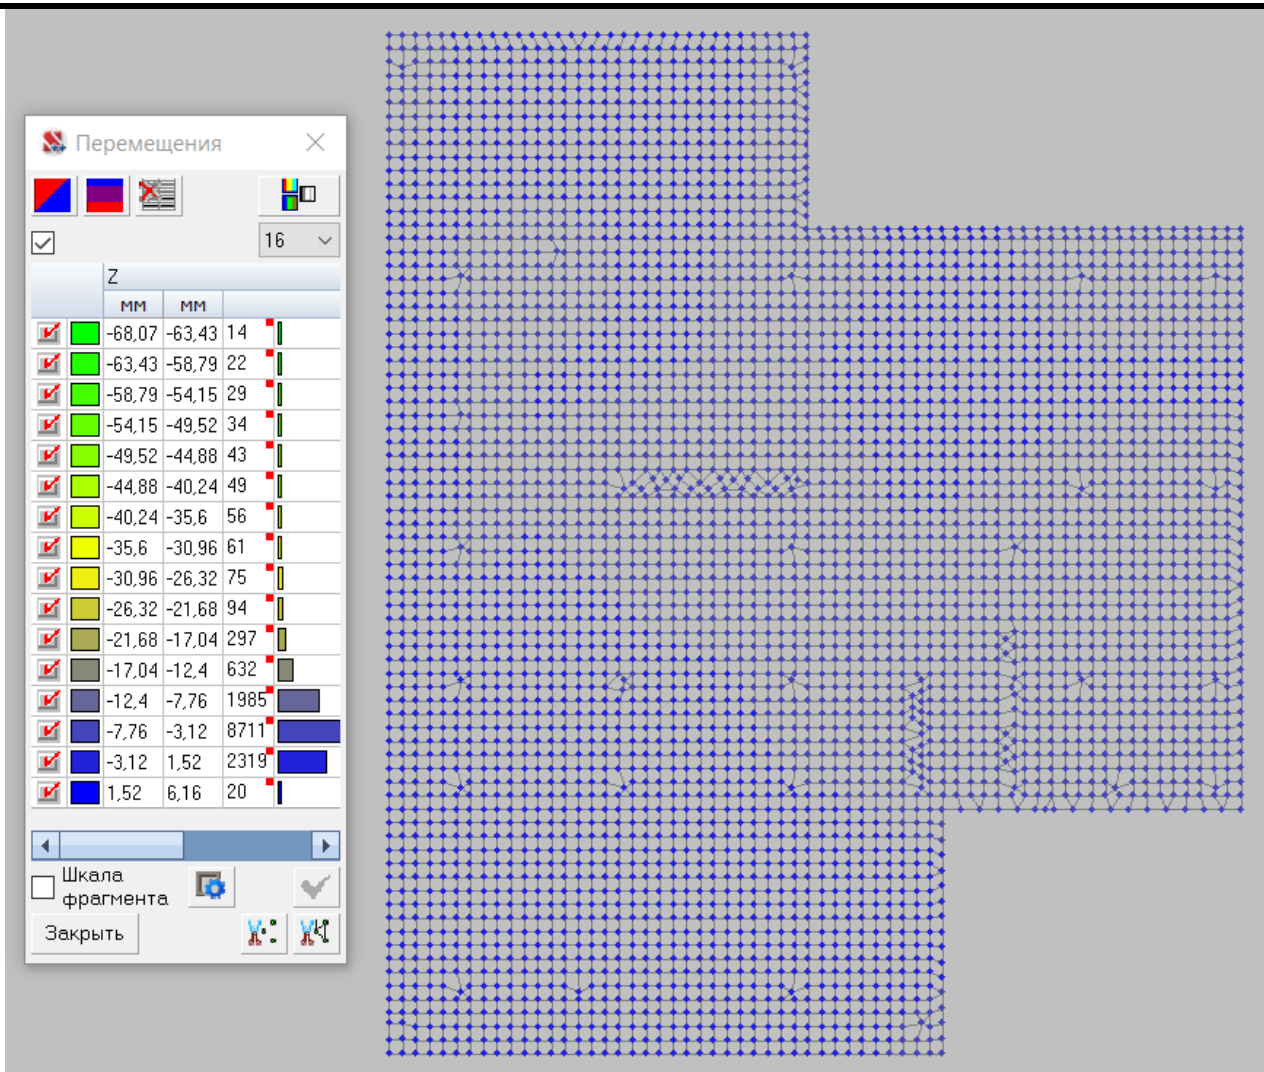 Перемещения
16
Z
мм мм
-68,07 -63,43 14
-63,43 -58,79 22
-58,79 -54,15 29
-54,15 -49,52 34
-49,52 -44,88 43
-44,88 -40,24 49
-40,24 -35,6 56
-35,6 -30,96 61
-30,96 -26,32 75
-26,32 -21,68 94
-21,68 -17,04 297
-17,04 -12,4 632
-12,4 -7,76 1985
-7,76 -3,12 8711
-3,12 1,52 2319
1,52 6,16 20
Шкала
фрагмента
Закрыть